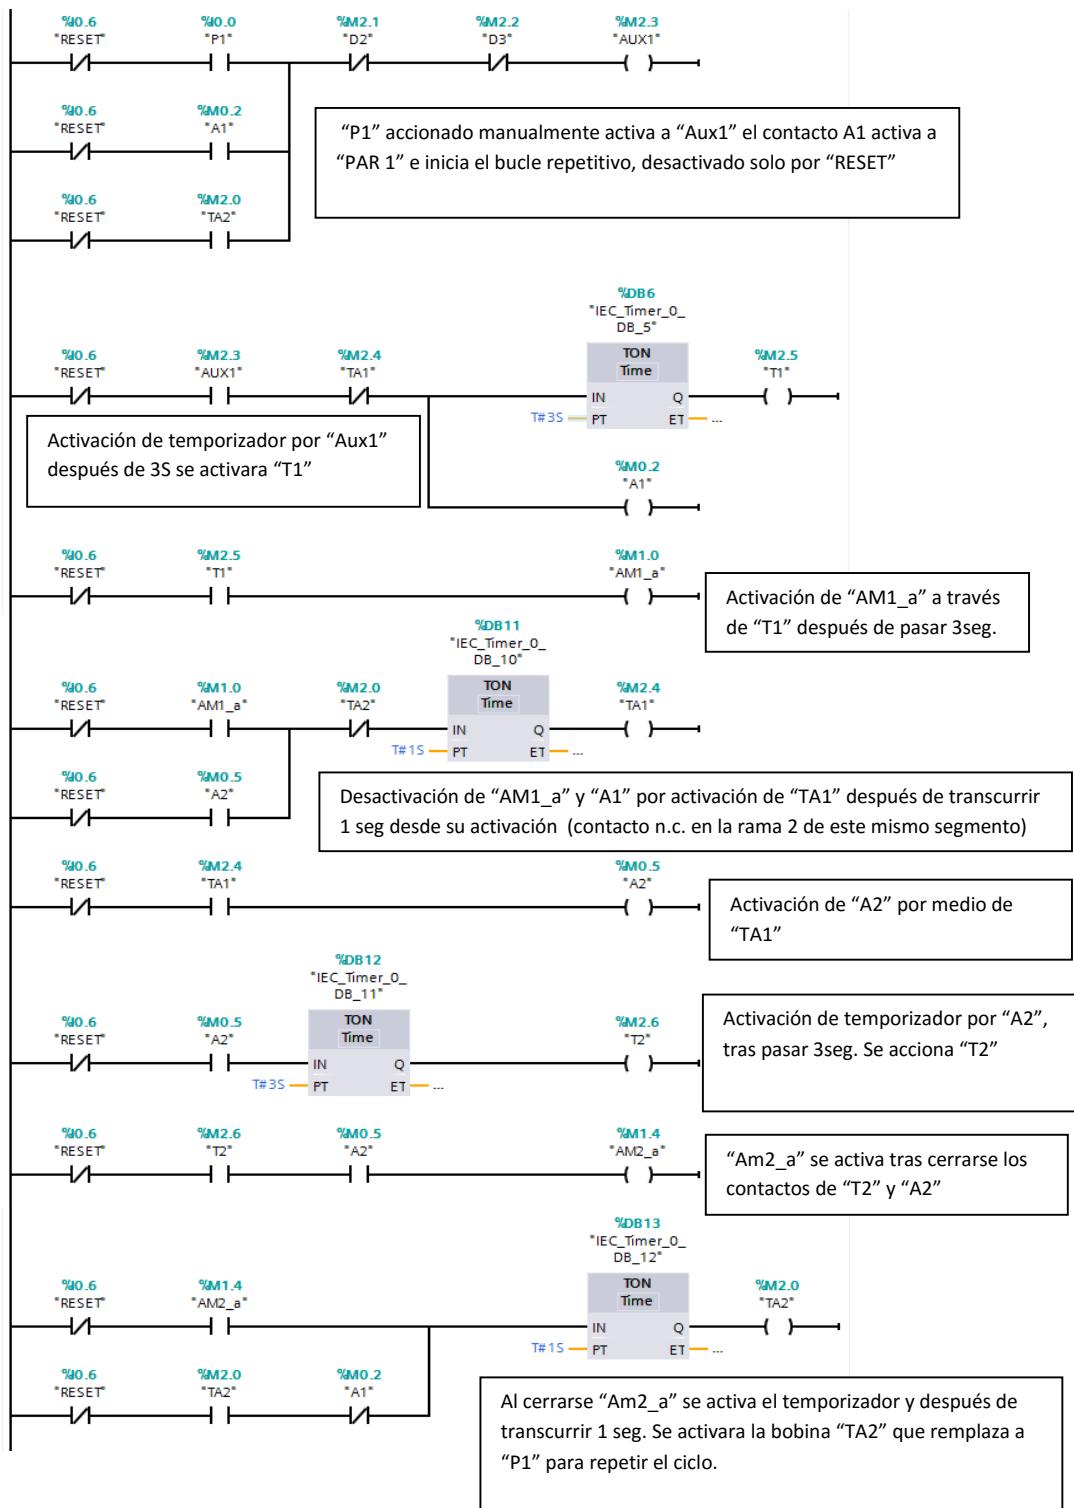 %I0.6 %I0.0 %M2.1 %M2.2 %M2.3
"RESET" "P1" "D2" "D3" "AUX1"
%I0.6 %M0.2
"RESET" "A1"
“P1” accionado manualmente activa a “Aux1” el contacto A1 activa a
“PAR 1” e inicia el bucle repetitivo, desactivado solo por “RESET”
%I0.6 %M2.0
"RESET" "TA2"
%DB6
"IEC_Timer_0_
DB_5"
%I0.6 %M2.3 %M2.4 TON %M2.5
"RESET" "AUX1" "TA1" Time "T1"
IN Q
T#3S PT ET ...
Activación de temporizador por “Aux1”
después de 3S se activara “T1”
%M0.2
"A1"
%I0.6 %M2.5 %M1.0
"RESET" "T1" "AM1_a"
Activación de “AM1_a” a través
de “T1” después de pasar 3seg.
%DB11
"IEC_Timer_0_
DB_10"
%I0.6 %M1.0 %M2.0 TON %M2.4
"RESET" "AM1_a" "TA2" Time "TA1"
IN Q
T#1S PT ET ...
%I0.6 %M0.5
"RESET" "A2"
Desactivación de “AM1_a” y “A1” por activación de “TA1” después de transcurrir
1 seg desde su activación (contacto n.c. en la rama 2 de este mismo segmento)
%I0.6 %M2.4 %M0.5
"RESET" "TA1" "A2"
Activación de “A2” por medio de
“TA1”
%DB12
"IEC_Timer_0_
DB_11"
%I0.6 %M0.5 TON %M2.6
"RESET" "A2" Time "T2"
IN Q
T#3S PT ET ...
Activación de temporizador por “A2”,
tras pasar 3seg. Se acciona “T2”
%I0.6 %M2.6 %M0.5 %M1.4
"RESET" "T2" "A2" "AM2_a"
“Am2_a” se activa tras cerrarse los
contactos de “T2” y “A2”
%DB13
"IEC_Timer_0_
DB_12"
%I0.6 %M1.4 TON %M2.0
"RESET" "AM2_a" Time "TA2"
IN Q
T#1S PT ET ...
%I0.6 %M2.0 %M0.2
"RESET" "TA2" "A1"
Al cerrarse “Am2_a” se activa el temporizador y después de
transcurrir 1 seg. Se activara la bobina “TA2” que remplaza a
“P1” para repetir el ciclo.